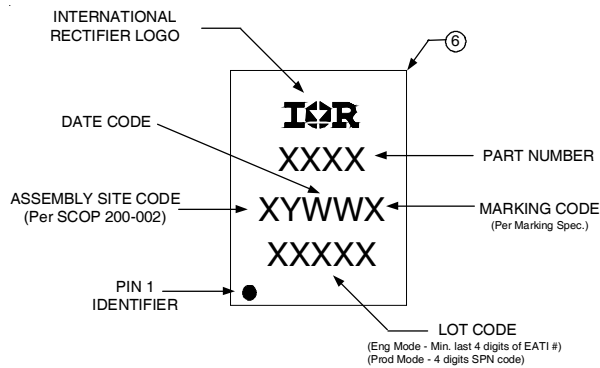 INTERNATIONAL
RECTIFIER LOGO
6
IOR
DATE CODE
XXXX
PART NUMBER
ASSEMBLY SITE CODE
(Per SCOP 200-002)
XYWWX
MARKING CODE
(Per Marking Spec.)
XXXXX
PIN 1
IDENTIFIER
LOT CODE
(Eng Mode - Min. last 4 digits of EATI #)
(Prod Mode - 4 digits SPN code)